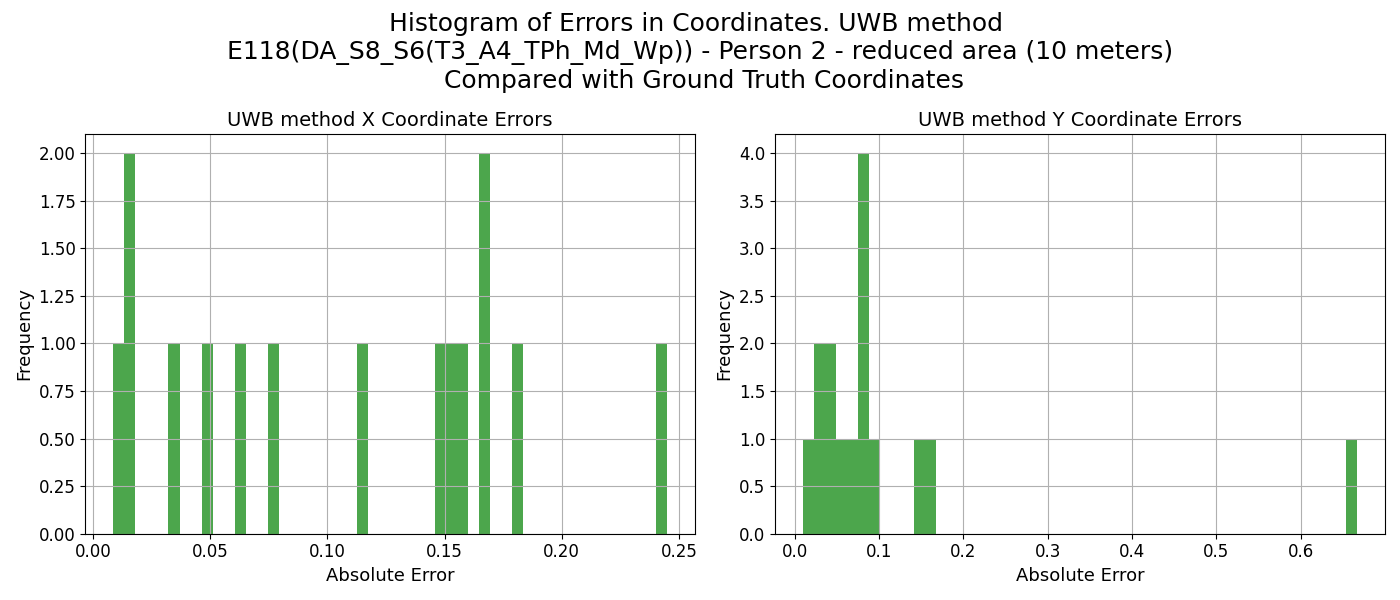 Histogram of Errors in Coordinates. UWB method
E118(DA_S8_S6(T3_A4_TPh_Md_Wp)) - Person 2 - reduced area (10 meters)
Compared with Ground Truth Coordinates
UWB method X Coordinate Errors
Frequency
2.00
1.75
1.50
1.25
1.00
0.75
0.50
0.25
0.00
0.00 0.05 0.10 0.15 0.20 0.25
Absolute Error
UWB method Y Coordinate Errors
Frequency
4.0
3.5
3.0
2.5
2.0
1.5
1.0
0.5
0.0
0.0 0.1 0.2 0.3 0.4 0.5 0.6
Absolute Error